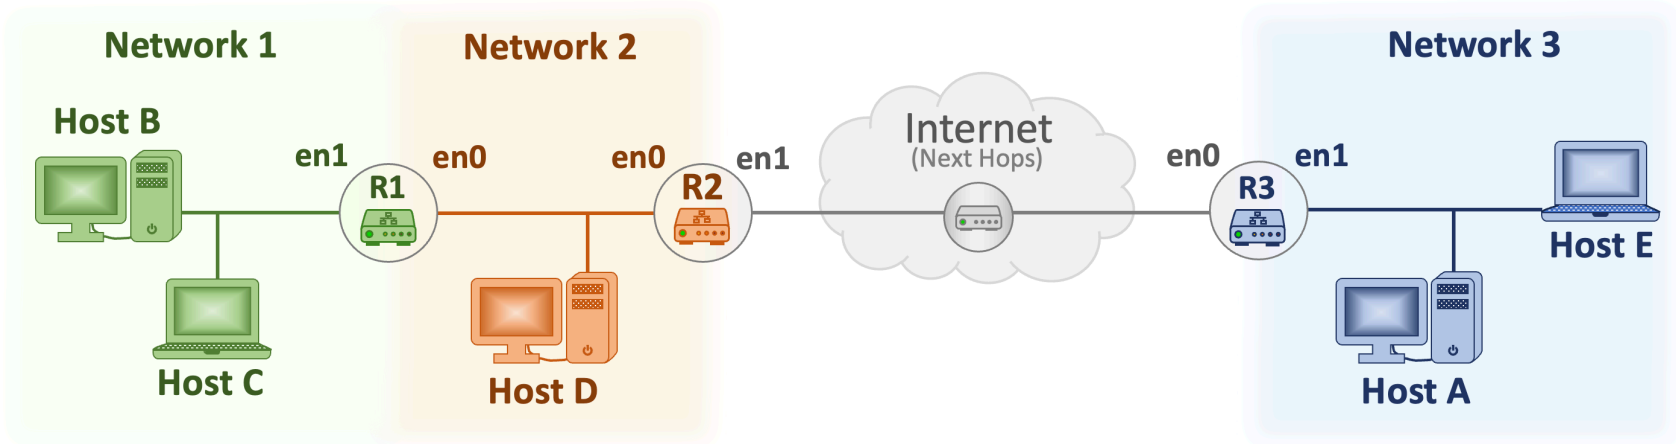 Network 1
Network 2
Network 3
Host B
Internet
(Next Hops)
en1
en0
en0
en1
en0
en1
R1
R2
R3
Host E
Host C
Host D
Host A